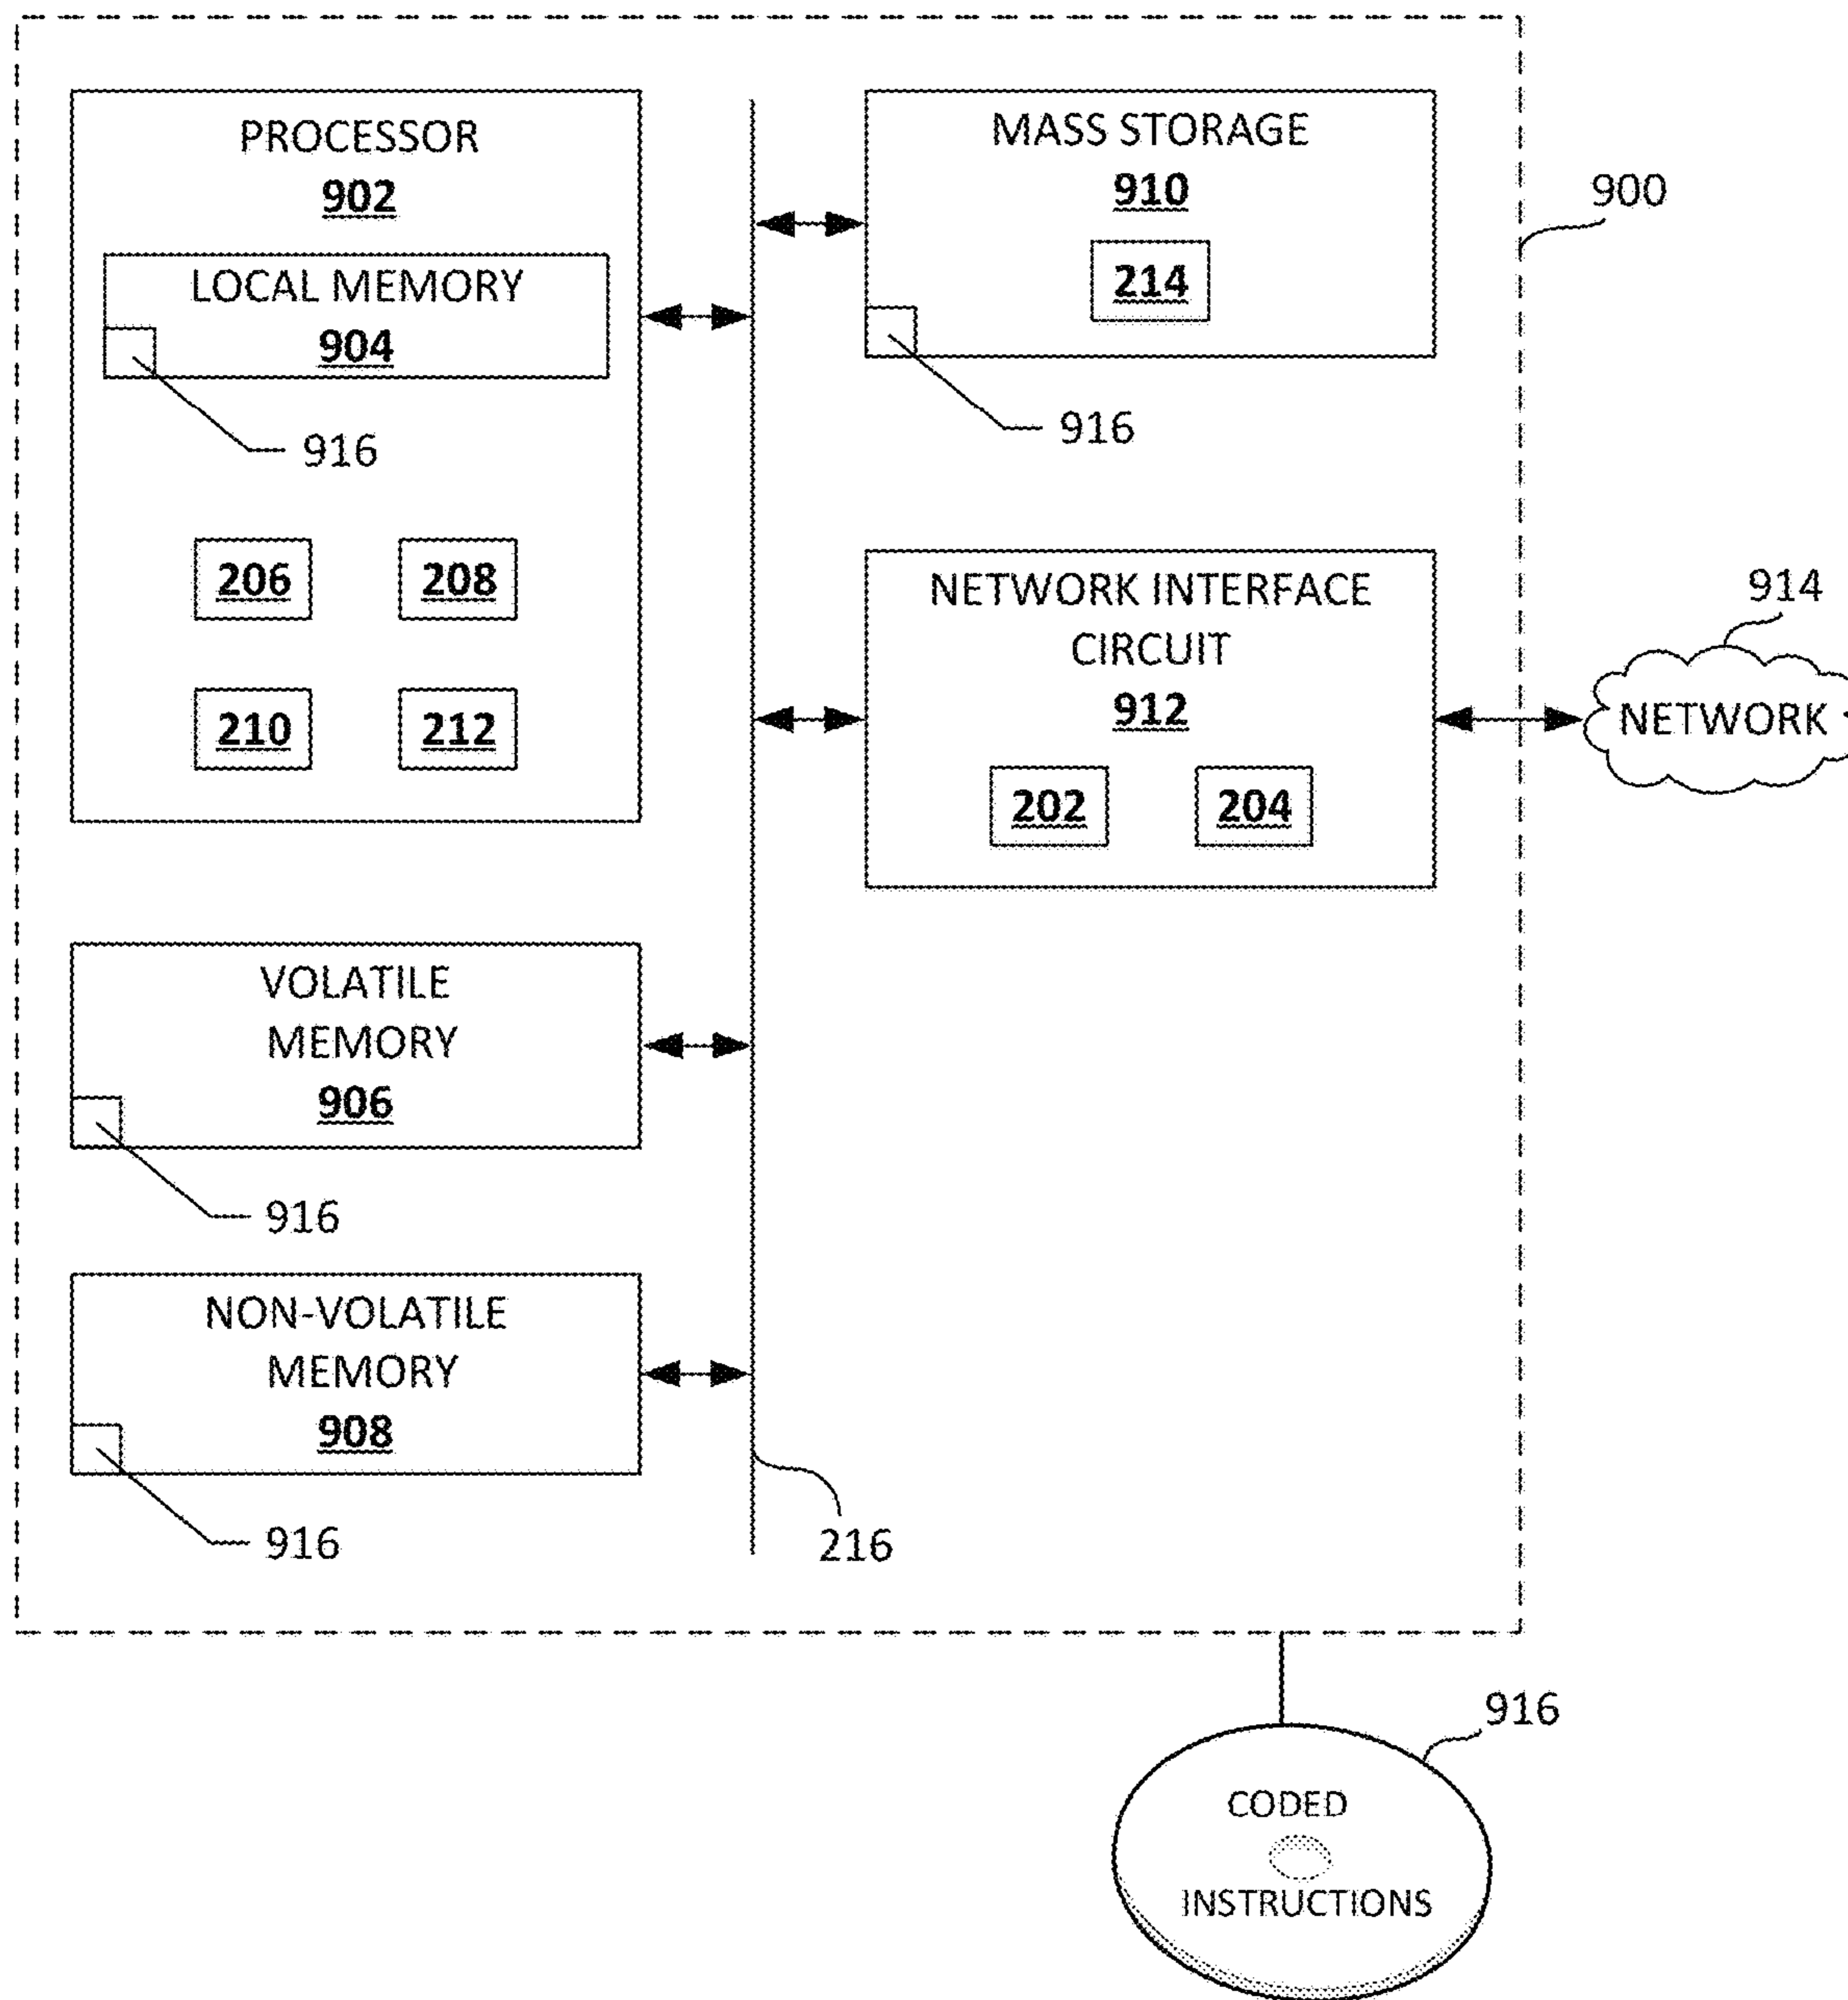 PROCESSOR
902
LOCAL MEMORY
904
916
206
208
210
212
VOLATILE
MEMORY
906
916
NON-VOLATILE
MEMORY
908
916
216
MASS STORAGE
910
214
916
NETWORK INTERFACE
CIRCUIT
912
202
204
900
914
NETWORK
916
CODED
INSTRUCTIONS